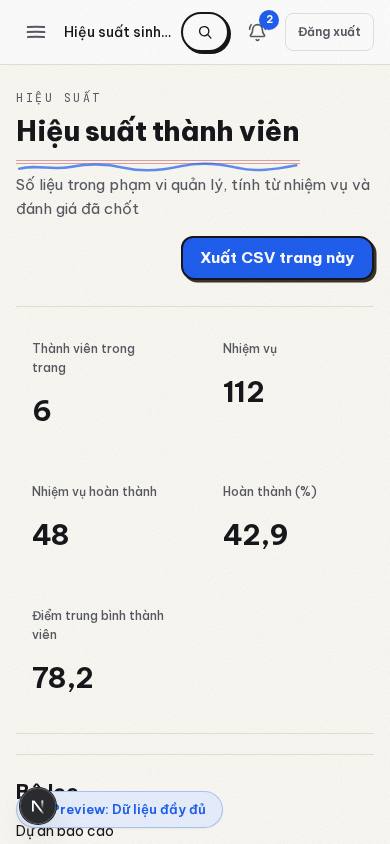 Hiệu suất sinh...
2
Đăng xuất
HIỆU SUẤT
Hiệu suất thành viên
Số liệu trong phạm vi quản lý, tính từ nhiệm vụ và
đánh giá đã chốt
Xuất CSV trang này
Thành viên trong
trang
6
Nhiệm vụ
112
Nhiệm vụ hoàn thành
48
Hoàn thành (%)
42,9
Điểm trung bình thành
viên
78,2
N
Preview: Dữ liệu đầy đủ
Dự án báo cáo